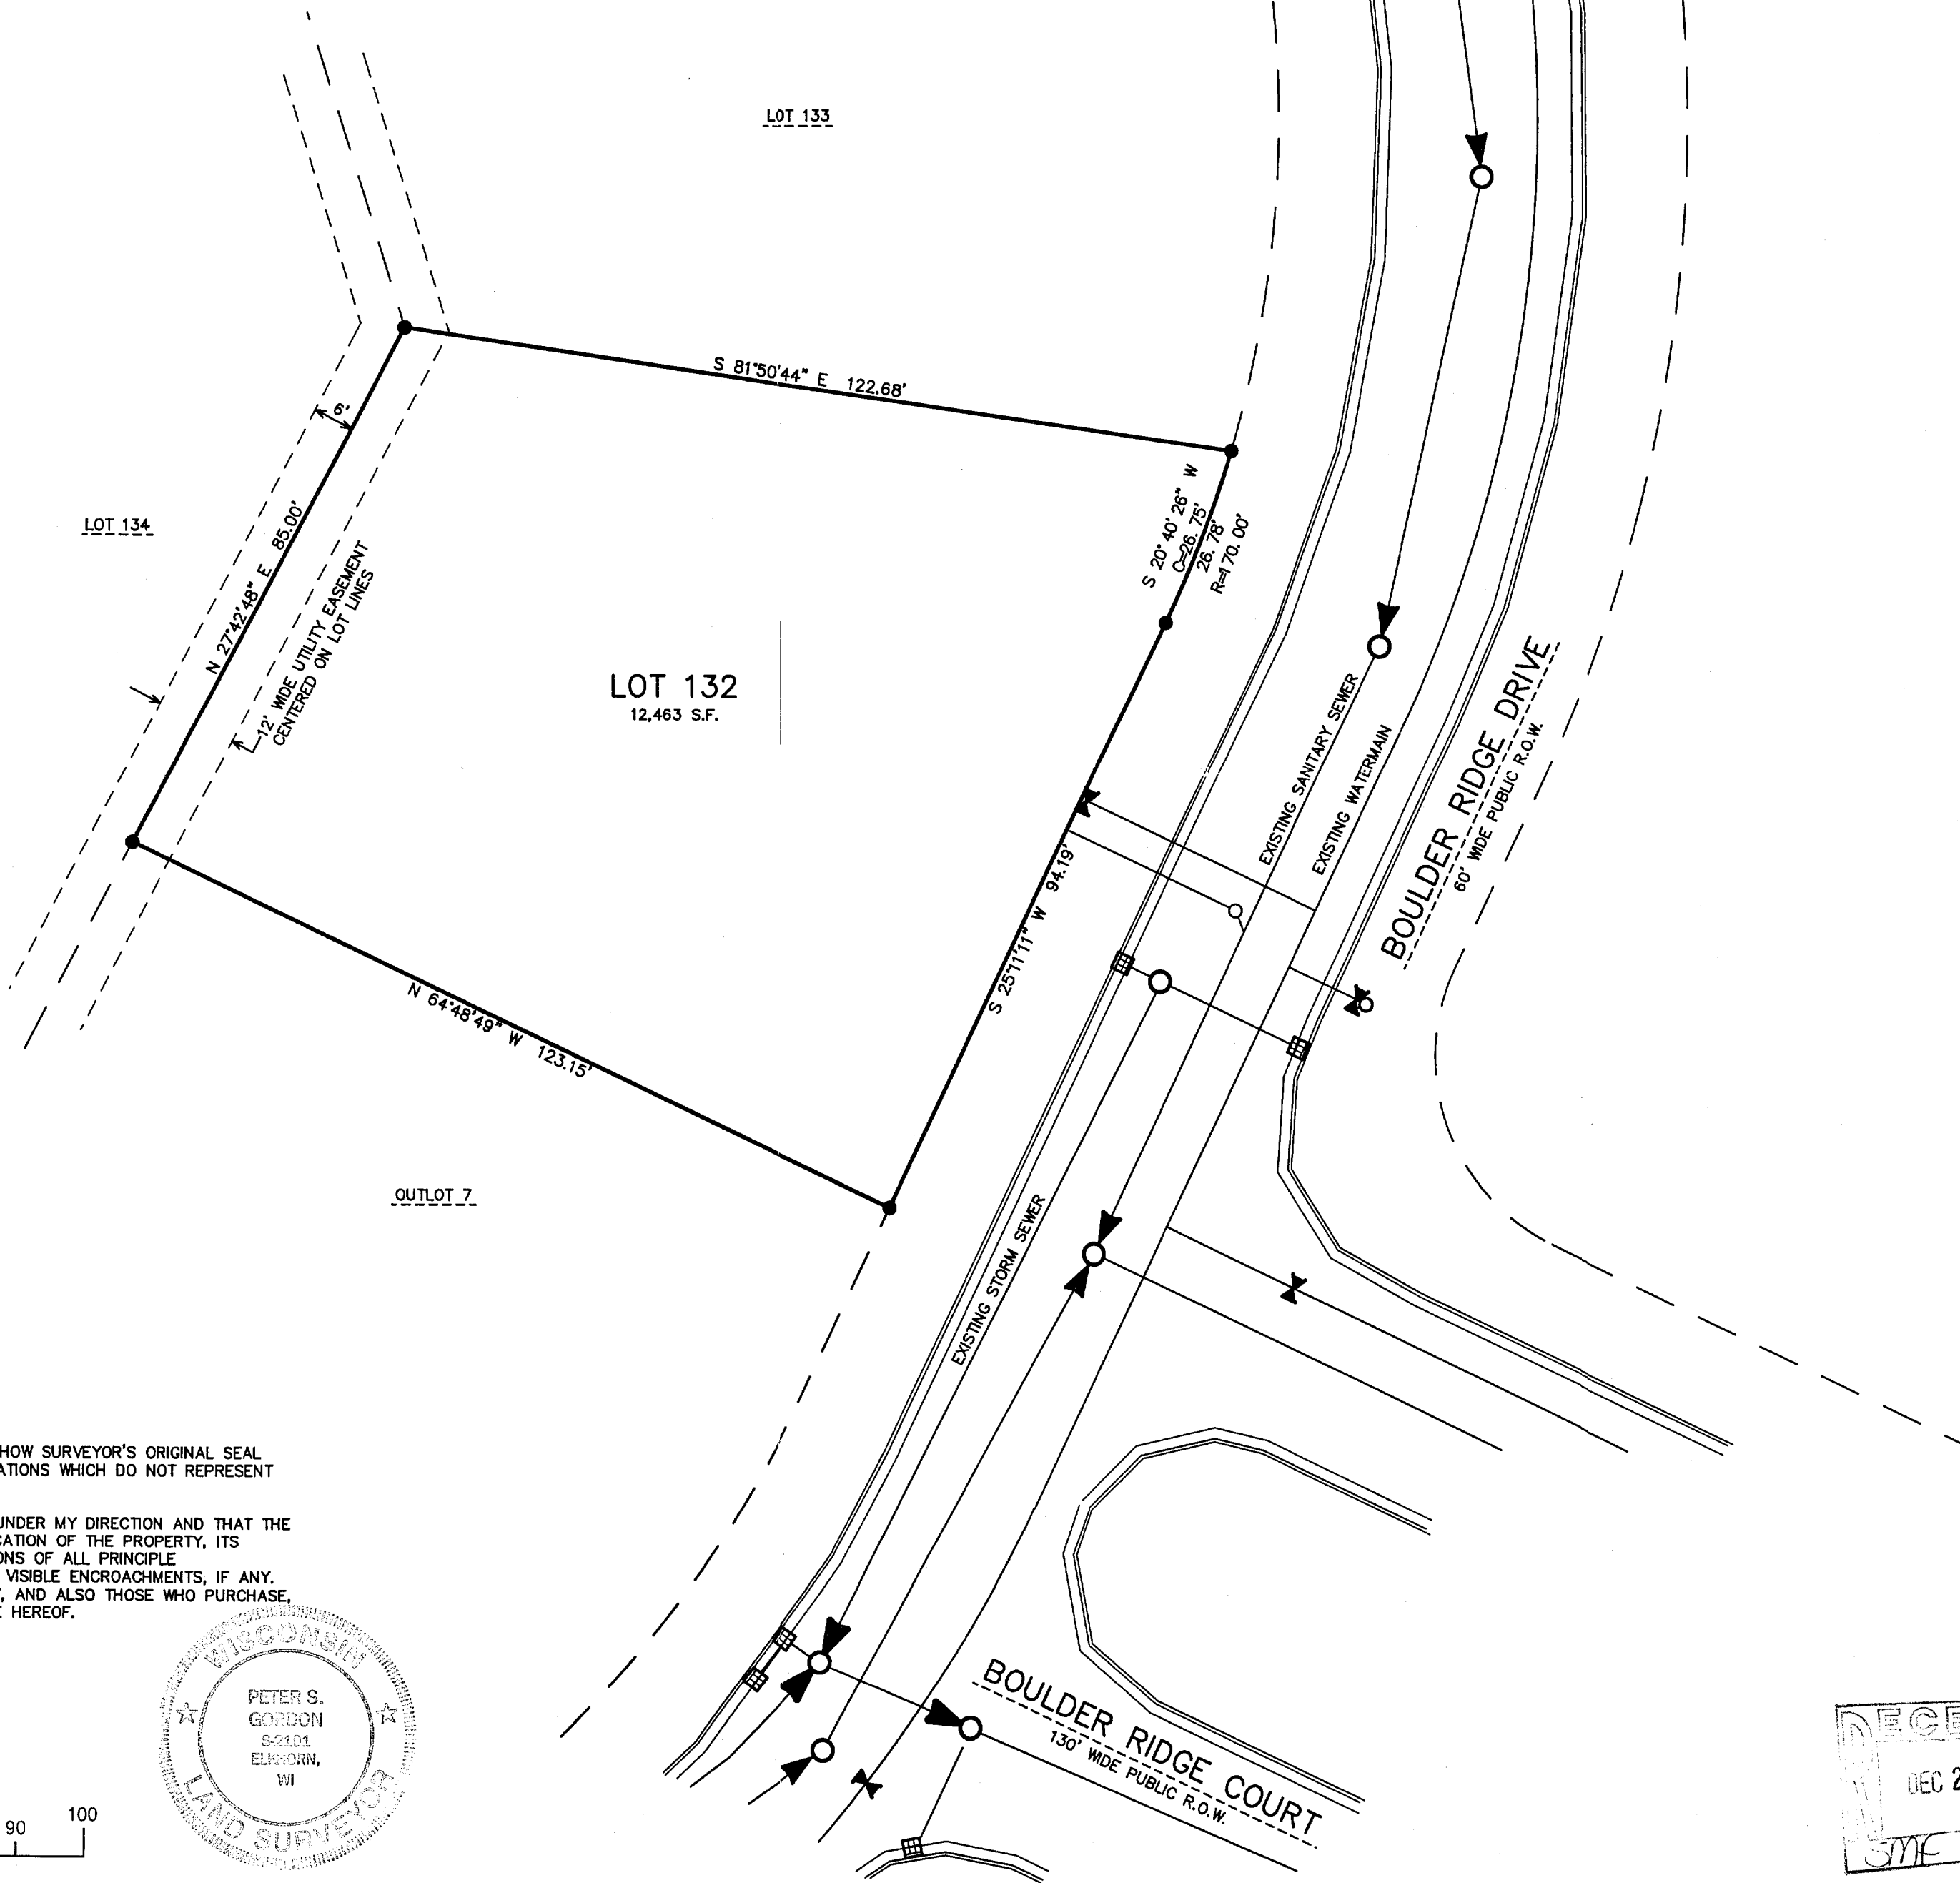 LOT 133
S 81°50'44" E 122.68'
6'
LOT 134
N 27°42'48" E 85.00'
12' WIDE UTILITY EASEMENT
CENTERED ON LOT LINES
S 20°40'26" W
C=26.75'
26.78'
R=170.00'
LOT 132
12,463 S.F.
EXISTING SANITARY SEWER
EXISTING WATERMAIN
BOULDER RIDGE DRIVE
60' WIDE PUBLIC R.O.W.
S 25°11'11" W 94.19'
N 64°48'49" W 123.15'
OUTLOT 7
EXISTING STORM SEWER
HOW SURVEYOR'S ORIGINAL SEAL
ATIONS WHICH DO NOT REPRESENT
UNDER MY DIRECTION AND THAT THE
CATION OF THE PROPERTY, ITS
ONS OF ALL PRINCIPLE
VISIBLE ENCROACHMENTS, IF ANY.
, AND ALSO THOSE WHO PURCHASE,
HEREOF.
WISCONSIN
PETER S.
GORDON
S-2101
ELKHORN,
WI
LAND SURVEYOR
BOULDER RIDGE COURT
130' WIDE PUBLIC R.O.W.
90 100
RECE
DEC 2
SMF